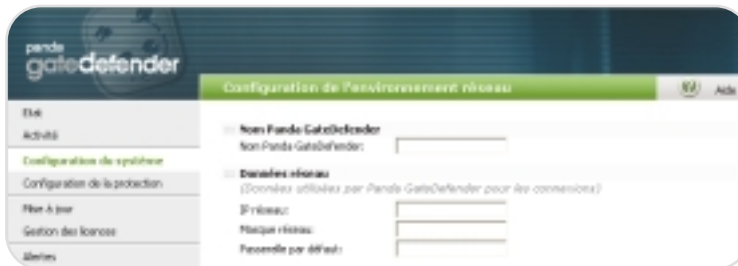 panda
gatedefender
Configuration de l'environnement réseau
Aide
Etat
Activité
Configuration du système
Configuration de la protection
Mise à jour
Gestion des licences
Alertes
Nom Panda GateDefender
Nom Panda GateDefender:
Données réseau
(Données utilisées par Panda GateDefender pour les connexions)
IP réseau:
Masque réseau:
Passerelle par défaut: